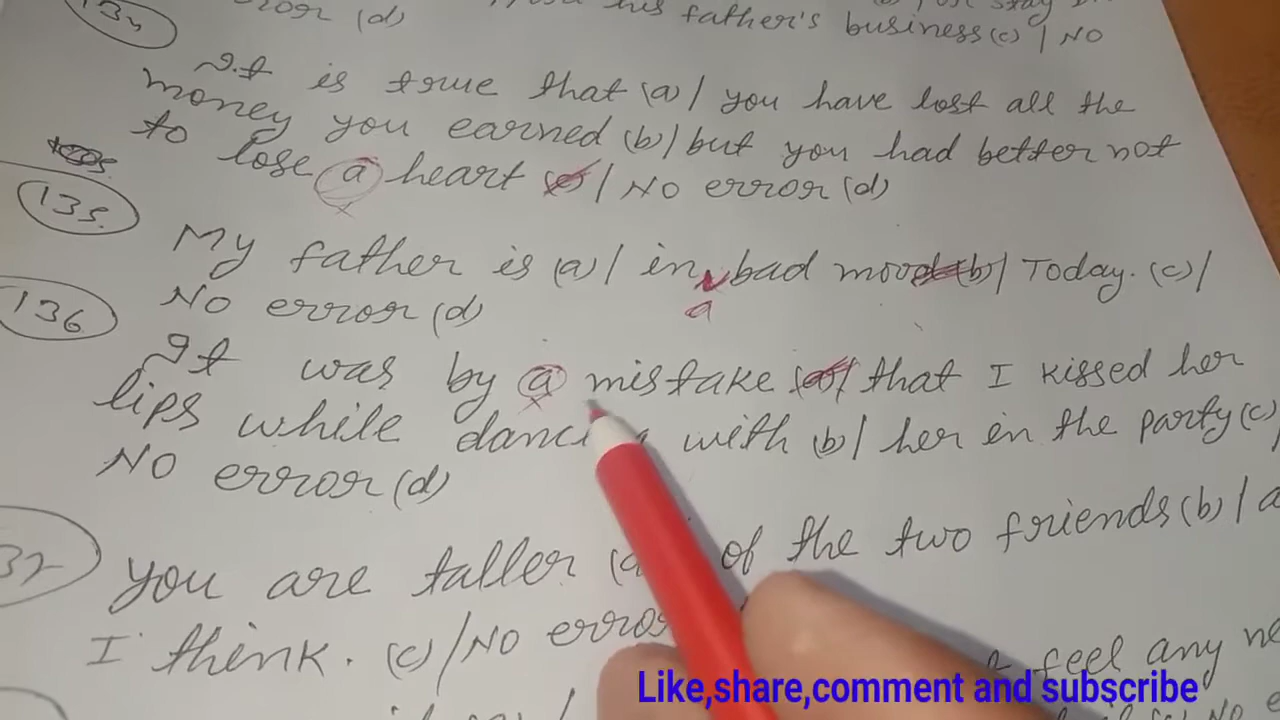 134 error (d) his father's business (c) / No
It is true that (a) / you have lost all the
money you earned (b) / but you had better not
to lose a heart (c) / No error (d)
135. My father is (a) / in bad mood (b) / Today. (c) /
a
No error (d)
136 It was by a mistake (a) / that I kissed her
lips while with (b) / her in the party (c)
No error (d)
37 You are taller of the two friends (b) /
I think. (c) / No error
feel any
Like,share,comment and subscribe